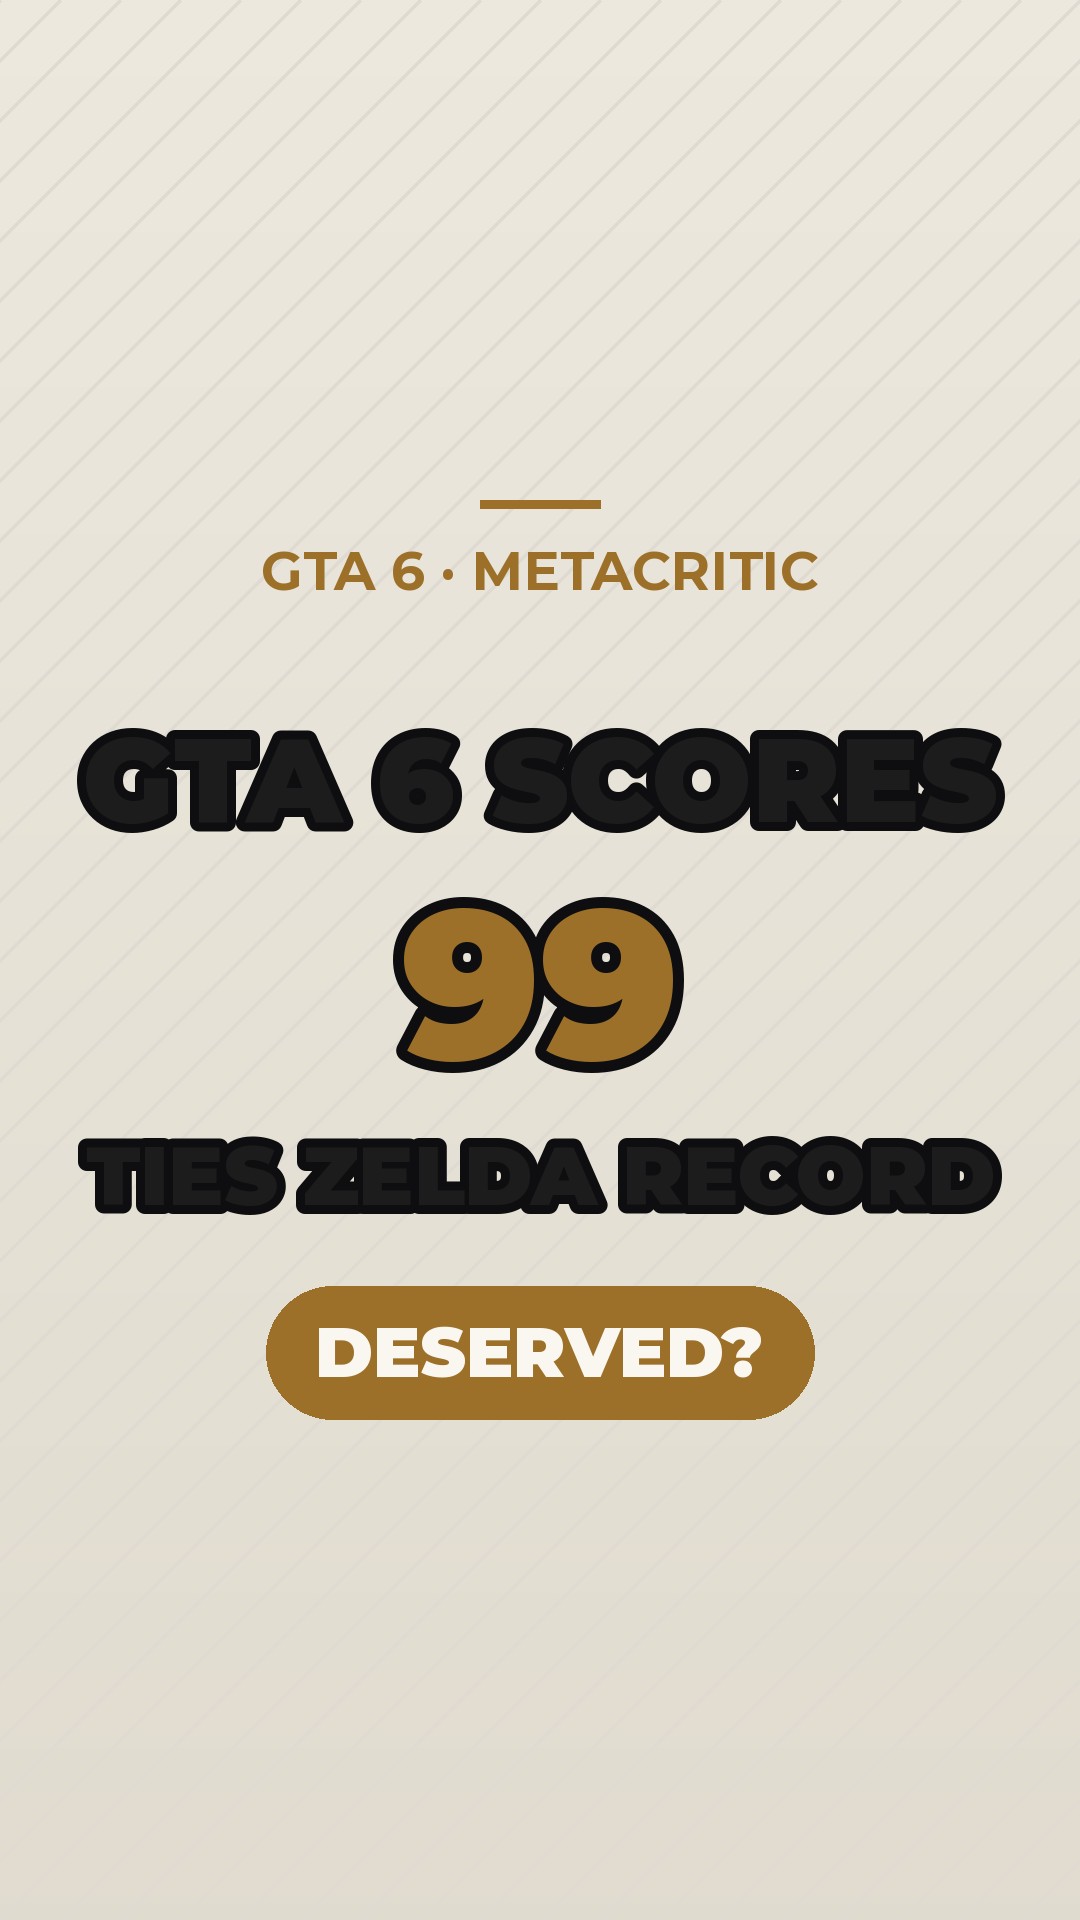 GTA 6 • METACRITIC
GTA 6 SCORES
99
TIES ZELDA RECORD
DESERVED?